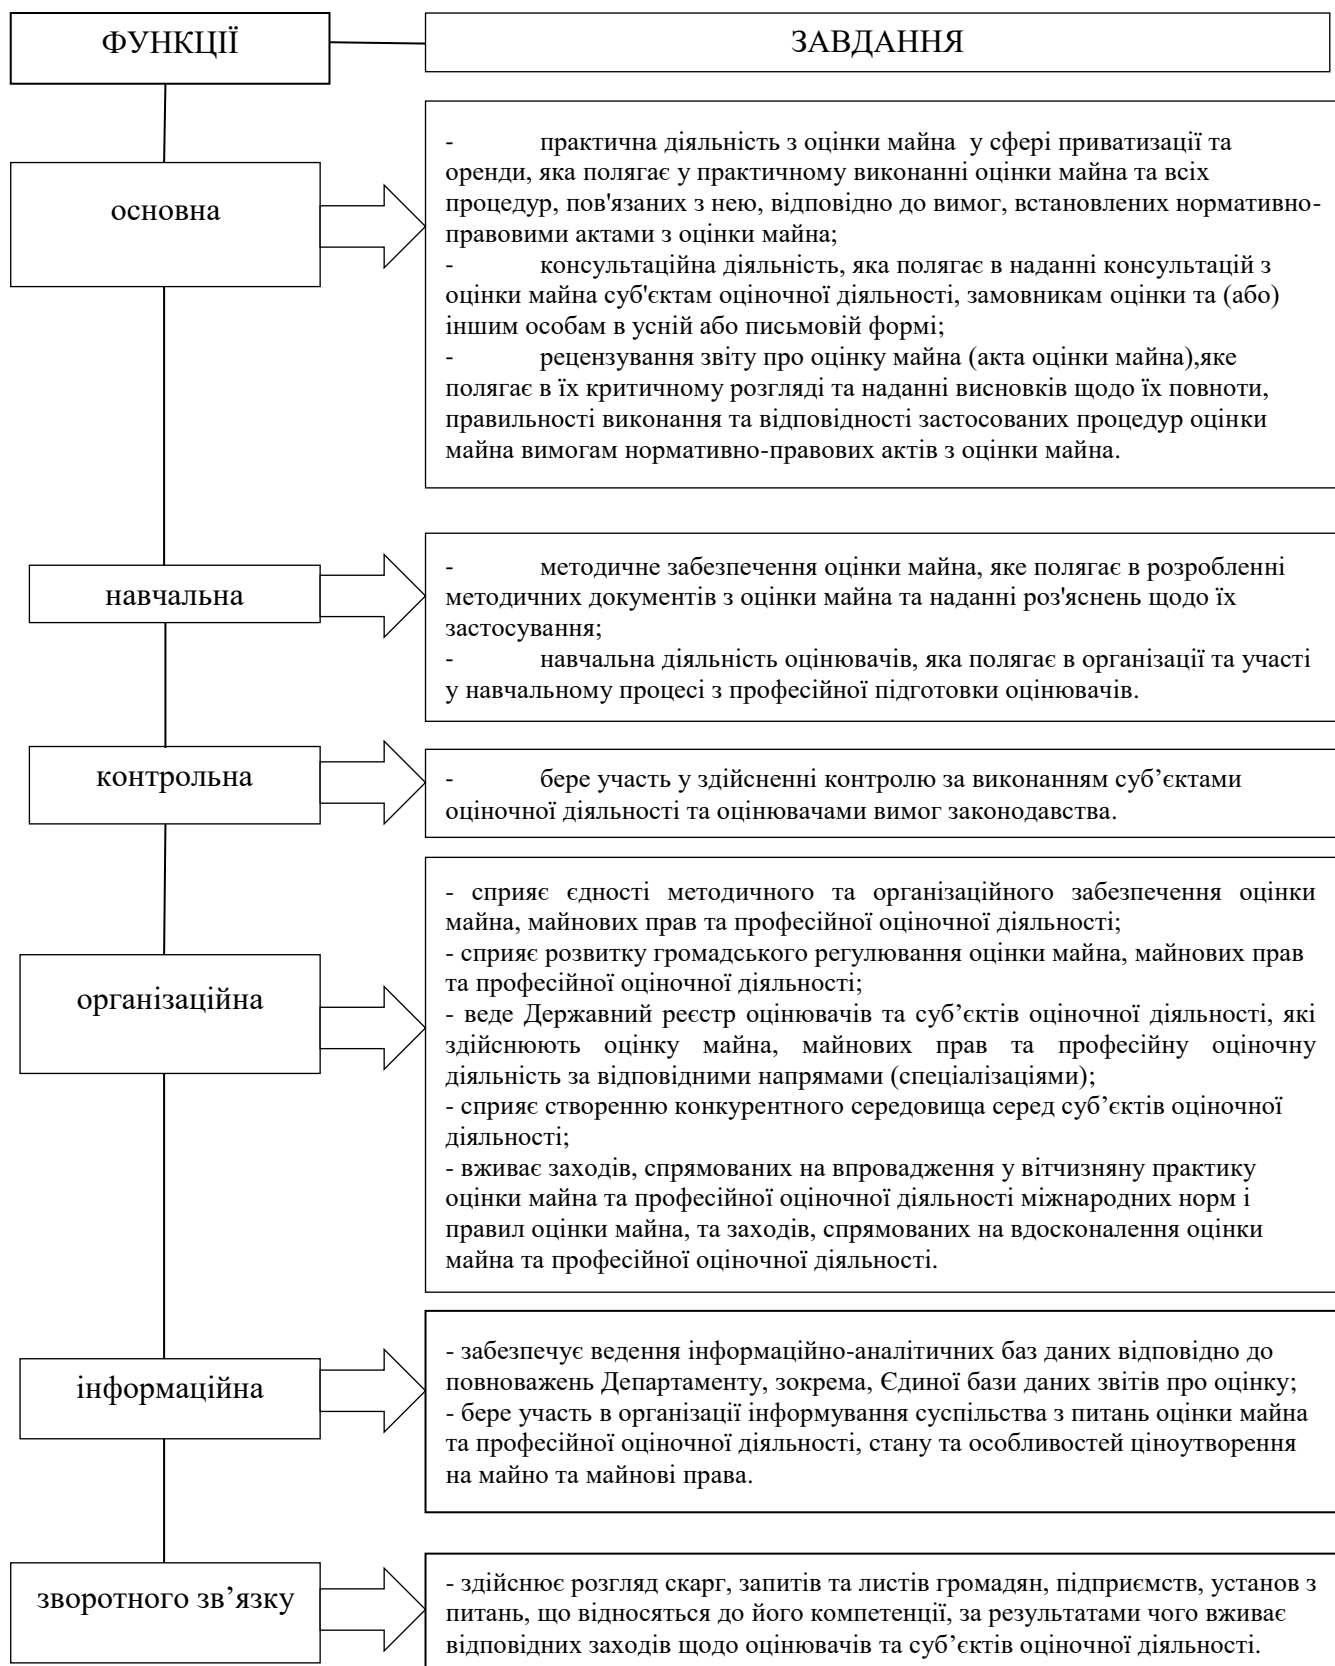 ФУНКЦІЇ
ЗАВДАННЯ
основна
- практична діяльність з оцінки майна у сфері приватизації та
оренди, яка полягає у практичному виконанні оцінки майна та всіх
процедур, пов'язаних з нею, відповідно до вимог, встановлених нормативно-
правовими актами з оцінки майна;
- консультаційна діяльність, яка полягає в наданні консультацій з
оцінки майна суб'єктам оціночної діяльності, замовникам оцінки та (або)
іншим особам в усній або письмовій формі;
- рецензування звіту про оцінку майна (акта оцінки майна),яке
полягає в їх критичному розгляді та наданні висновків щодо їх повноти,
правильності виконання та відповідності застосованих процедур оцінки
майна вимогам нормативно-правових актів з оцінки майна.
навчальна
- методичне забезпечення оцінки майна, яке полягає в розробленні
методичних документів з оцінки майна та наданні роз'яснень щодо їх
застосування;
- навчальна діяльність оцінювачів, яка полягає в організації та участі
у навчальному процесі з професійної підготовки оцінювачів.
контрольна
- бере участь у здійсненні контролю за виконанням суб’єктами
оціночної діяльності та оцінювачами вимог законодавства.
організаційна
- сприяє єдності методичного та організаційного забезпечення оцінки
майна, майнових прав та професійної оціночної діяльності;
- сприяє розвитку громадського регулювання оцінки майна, майнових прав
та професійної оціночної діяльності;
- веде Державний реєстр оцінювачів та суб’єктів оціночної діяльності, які
здійснюють оцінку майна, майнових прав та професійну оціночну
діяльність за відповідними напрямами (спеціалізаціями);
- сприяє створенню конкурентного середовища серед суб’єктів оціночної
діяльності;
- вживає заходів, спрямованих на впровадження у вітчизняну практику
оцінки майна та професійної оціночної діяльності міжнародних норм і
правил оцінки майна, та заходів, спрямованих на вдосконалення оцінки
майна та професійної оціночної діяльності.
інформаційна
- забезпечує ведення інформаційно-аналітичних баз даних відповідно до
повноважень Департаменту, зокрема, Єдиної бази даних звітів про оцінку;
- бере участь в організації інформування суспільства з питань оцінки майна
та професійної оціночної діяльності, стану та особливостей ціноутворення
на майно та майнові права.
зворотного зв’язку
- здійснює розгляд скарг, запитів та листів громадян, підприємств, установ з
питань, що відносяться до його компетенції, за результатами чого вживає
відповідних заходів щодо оцінювачів та суб’єктів оціночної діяльності.